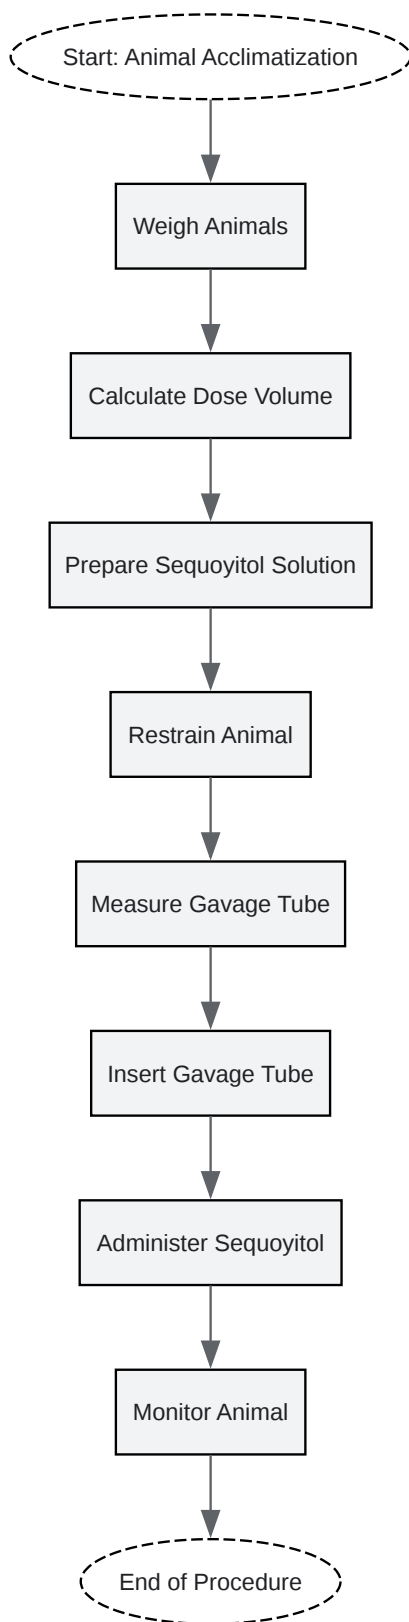 Start: Animal Acclimatization
Weigh Animals
Calculate Dose Volume
Prepare Sequoyitol Solution
Restrain Animal
Measure Gavage Tube
Insert Gavage Tube
Administer Sequoyitol
Monitor Animal
End of Procedure